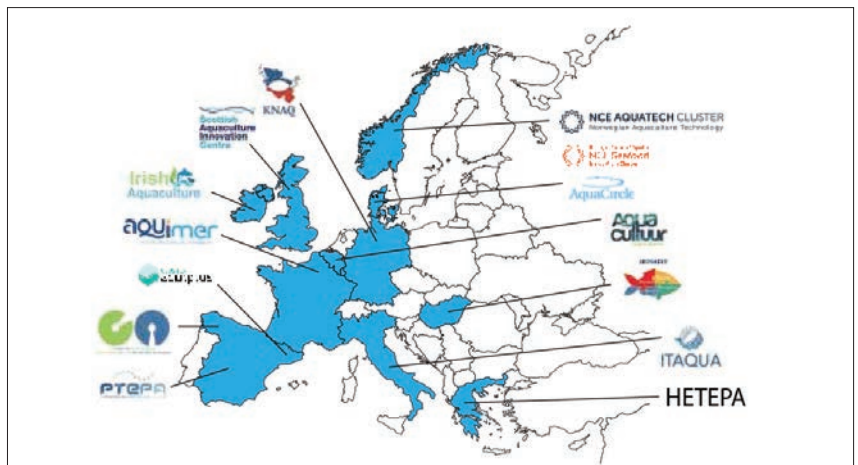 KNAQ
Scottish
Aquaculture
Innovation
Centre
Irish
Aquaculture
AQUimer
PTEPA
NCE AQUATECH CLUSTER
Norwegian Aquaculture Technology
AquaCircle
Aqua
cultuur
ITAQUA
HETEPA